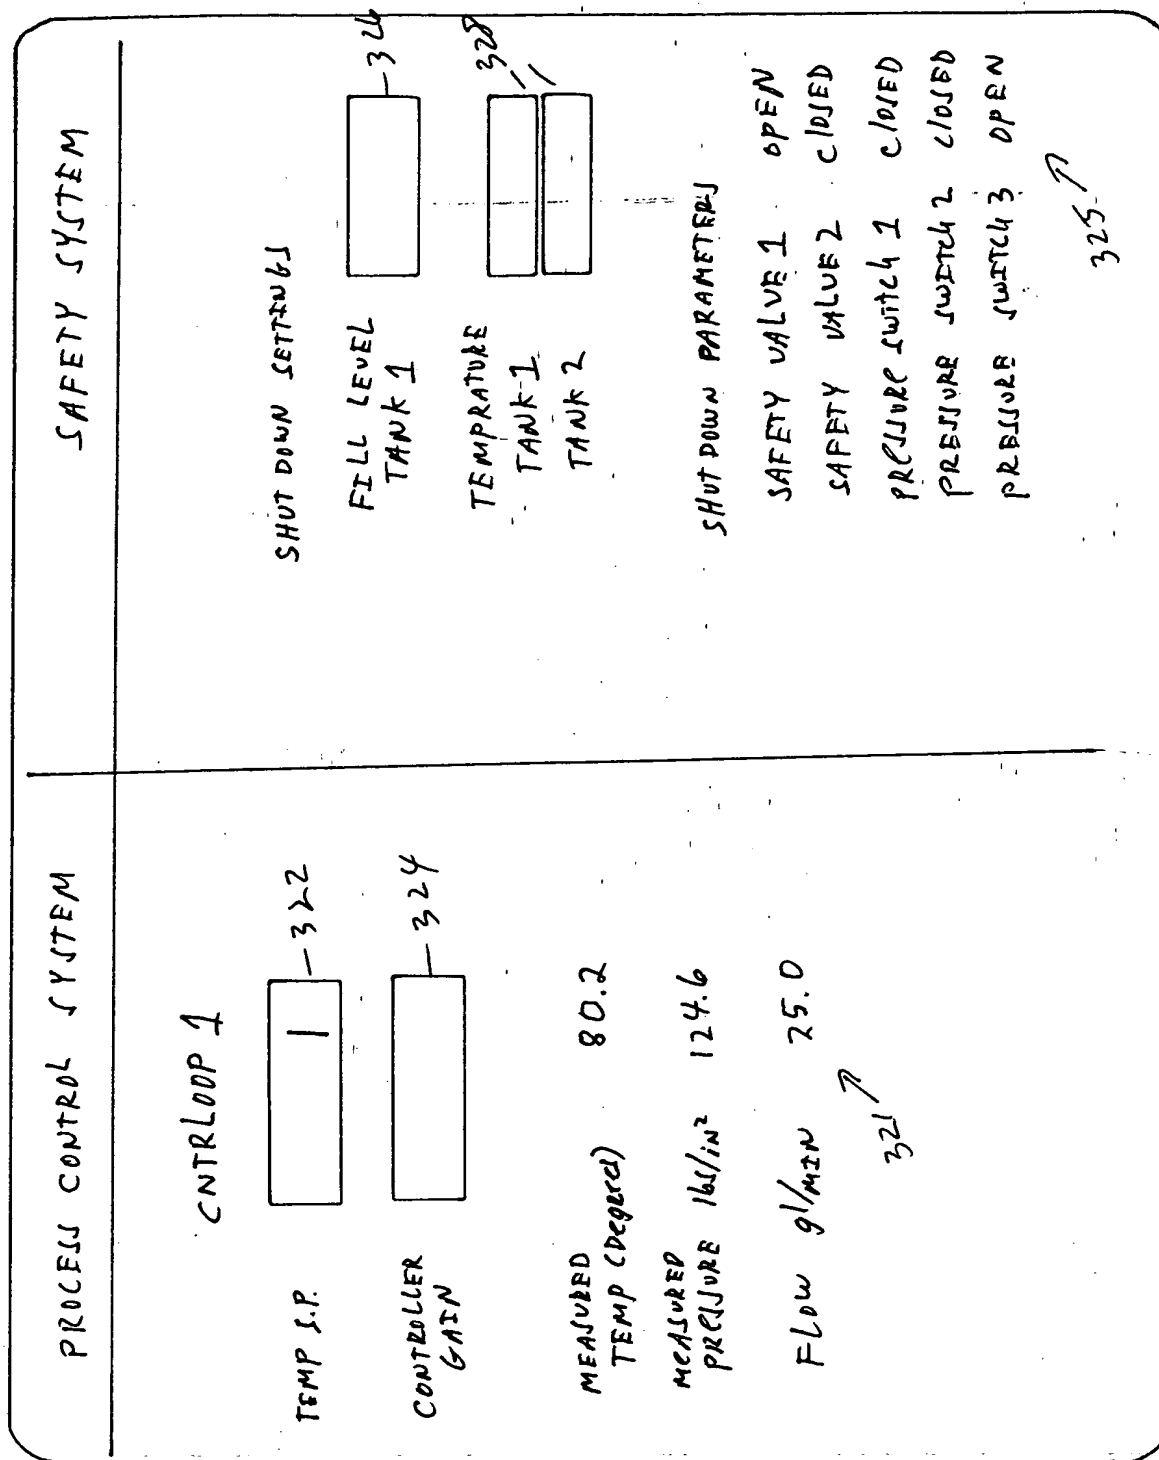 PROCESS CONTROL SYSTEM
CNTRLOOP 1
TEMP S.P.
322
CONTROLLER
GAIN
324
MEASURED
TEMP (Degrees)
80.2
MEASURED
PRESSURE lbs/in²
124.6
FLOW gl/MIN
25.0
321
SAFETY SYSTEM
SHUT DOWN SETTINGS
FILL LEVEL
TANK 1
326
TEMPRATURE
TANK 1
TANK 2
328
SHUT DOWN PARAMETERS
SAFETY VALUE 1 OPEN
SAFETY VALUE 2 CLOSED
PRESSURE SWITCH 1 CLOSED
PRESSURE SWITCH 2 CLOSED
PRESSURE SWITCH 3 OPEN
325